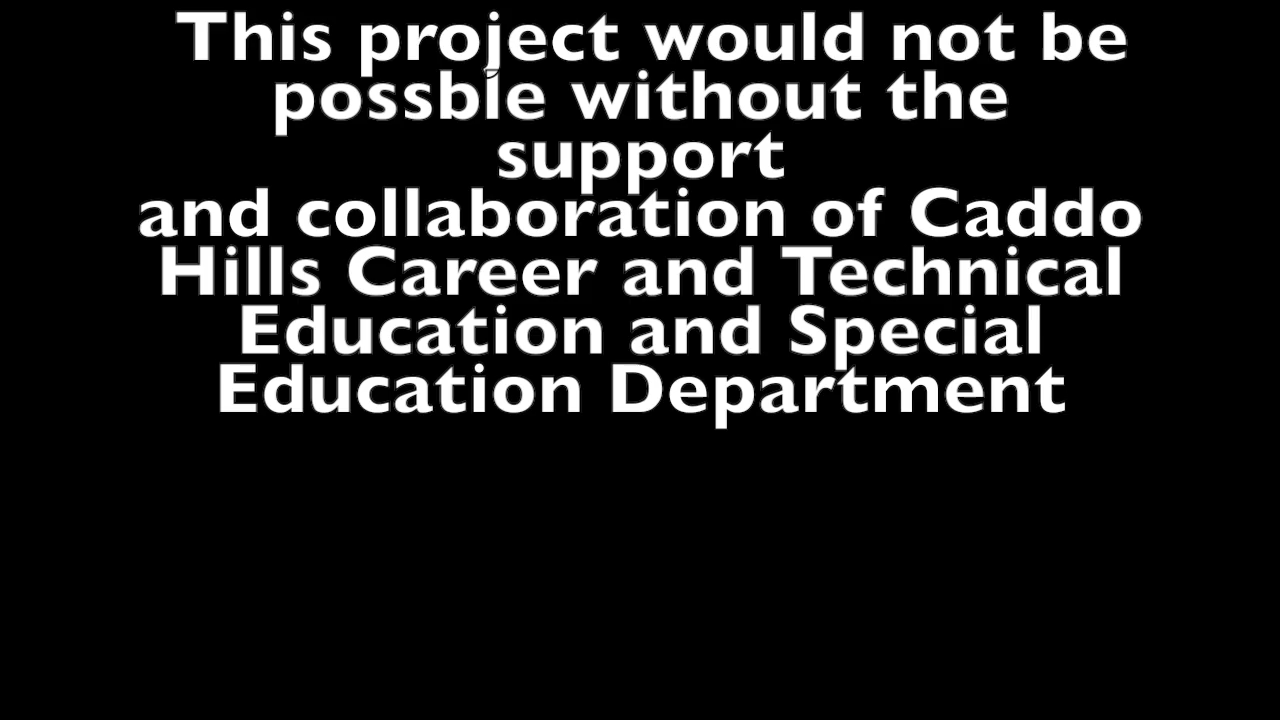 This project would not be
possble without the
support
and collaboration of Caddo
Hills Career and Technical
Education and Special
Education Department